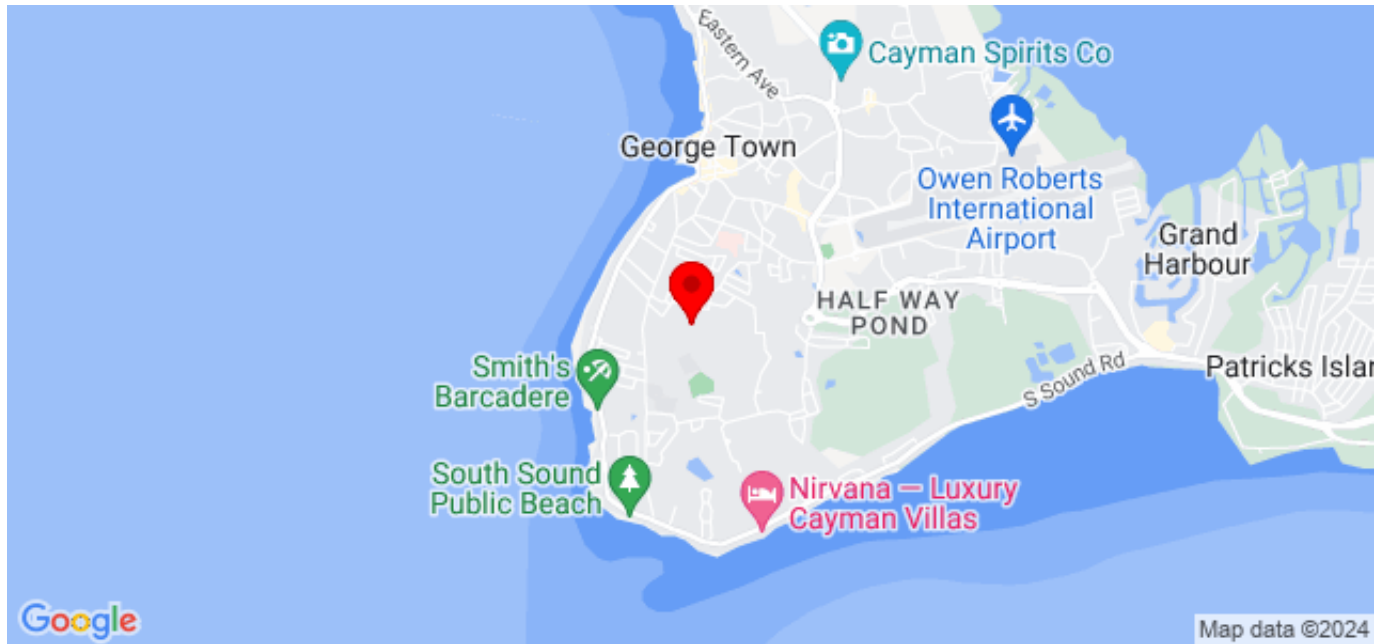 Eastern Ave
Cayman Spirits Co
George Town
Owen Roberts
International
Airport
Grand
Harbour
HALF WAY
POND
Smith's
Barcadere
S Sound Rd
Patricks Islan
South Sound
Public Beach
Nirvana — Luxury
Cayman Villas
Google
Map data ©2024